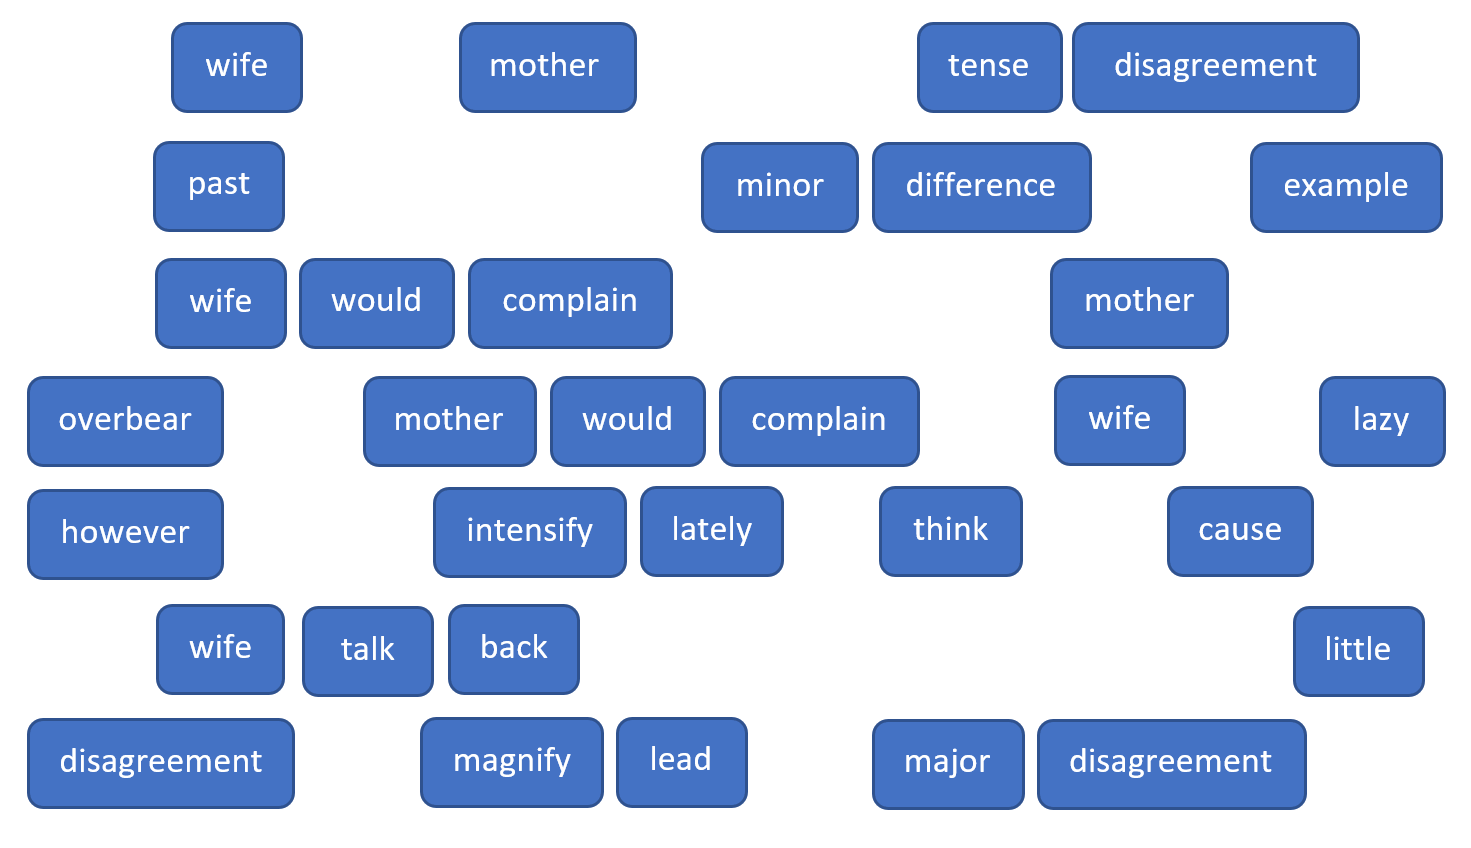 wife mother tense disagreement
past minor difference example
wife would complain mother
overbear mother would complain wife lazy
however intensify lately think cause
wife talk back little
disagreement magnify lead major disagreement